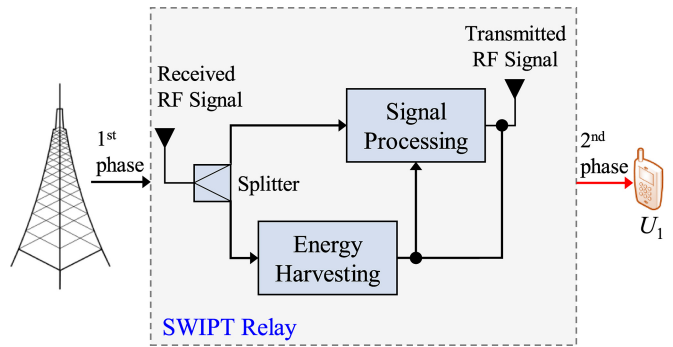 Received
RF Signal
Transmitted
RF Signal
1st
phase
Signal
Processing
Splitter
2nd
phase
U1
Energy
Harvesting
SWIPT Relay